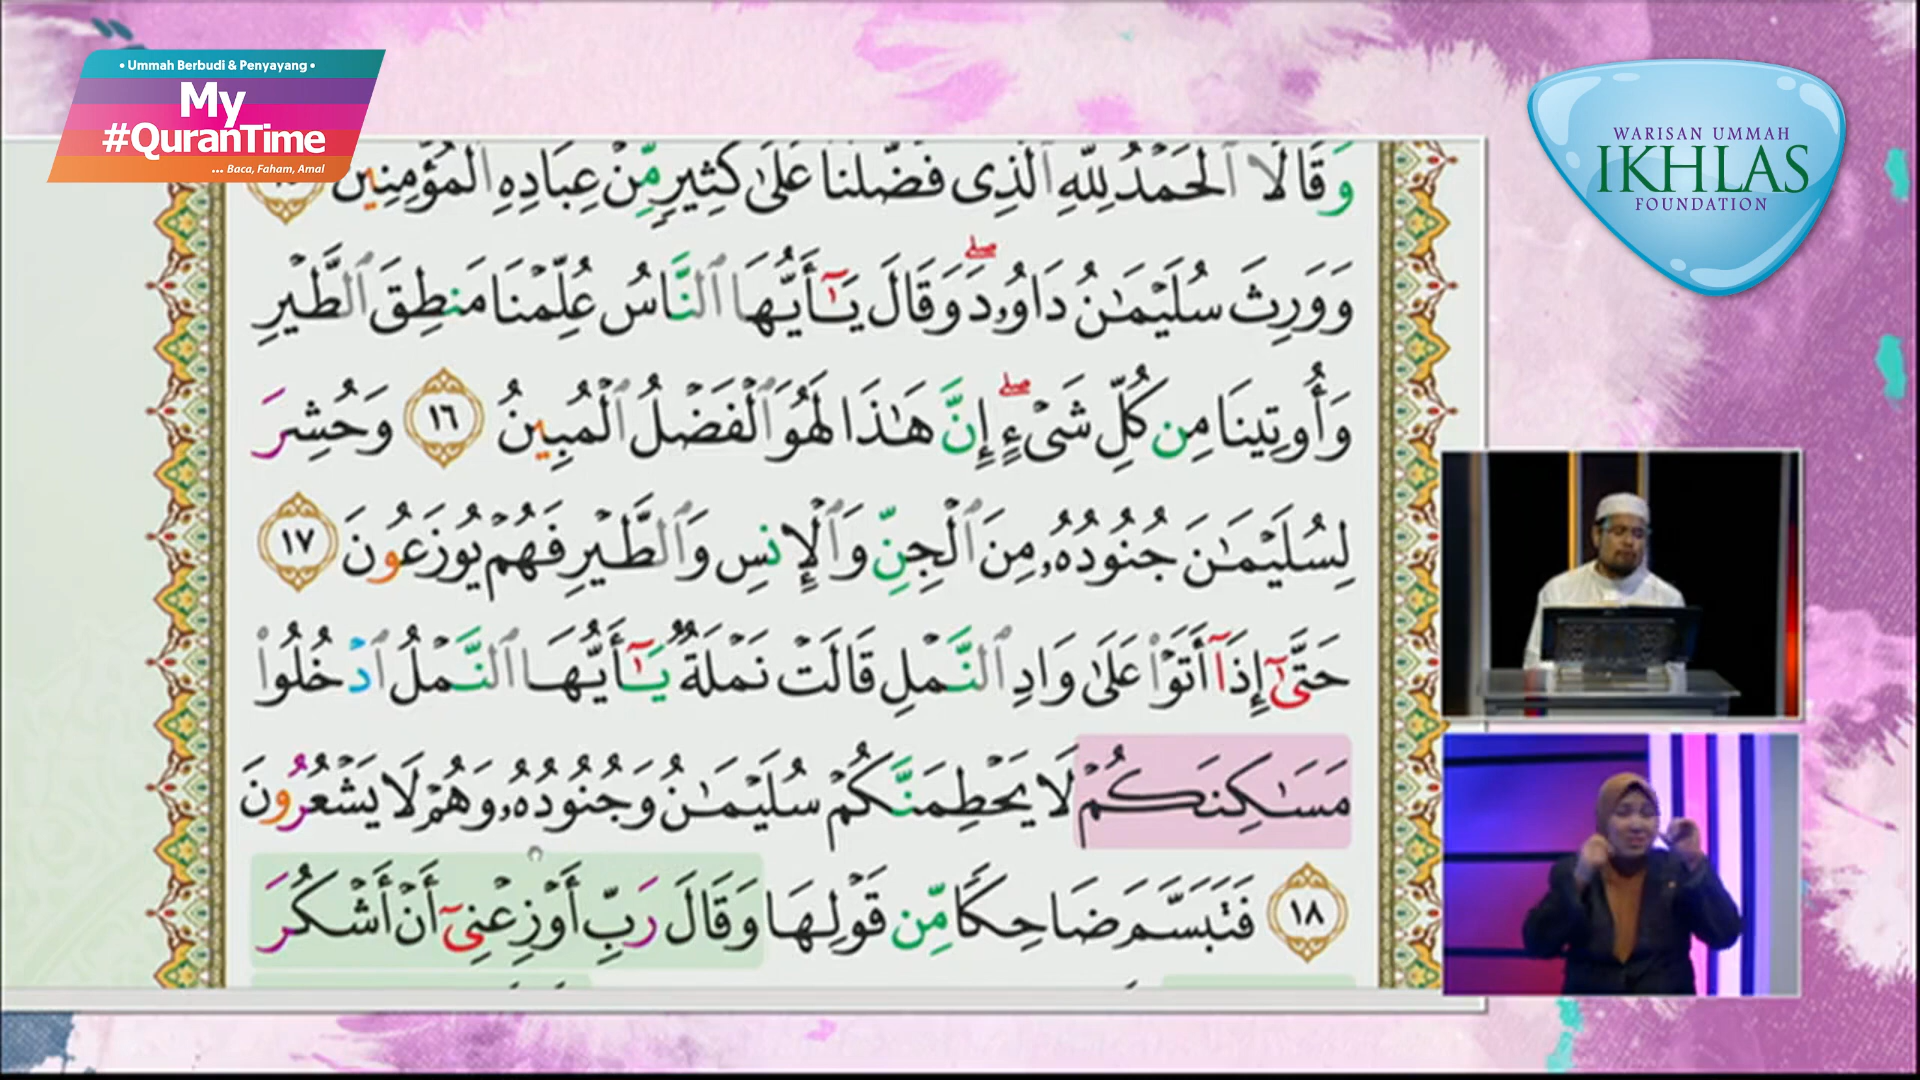 • Ummah Berbudi & Penyayang •
My
#QuranTime
... Baca, Faham, Amal
WARISAN UMMAH
IKHLAS
FOUNDATION
وَقَالَا ٱلْحَمْدُ لِلَّهِ ٱلَّذِى فَضَّلَنَا عَلَىٰ كَثِيرٍ مِّنْ عِبَادِهِ ٱلْمُؤْمِنِينَ
وَوَرِثَ سُلَيْمَـٰنُ دَاوُۥدَ ۖ وَقَالَ يَـٰٓأَيُّهَا ٱلنَّاسُ عُلِّمْنَا مَنطِقَ ٱلطَّيْرِ
وَأُوتِينَا مِن كُلِّ شَىْءٍ ۖ إِنَّ هَـٰذَا لَهُوَ ٱلْفَضْلُ ٱلْمُبِينُ ١٦ وَحُشِرَ
لِسُلَيْمَـٰنَ جُنُودُهُۥ مِنَ ٱلْجِنِّ وَٱلْإِنسِ وَٱلطَّيْرِ فَهُمْ يُوزَعُونَ ١٧
حَتَّىٰٓ إِذَآ أَتَوْا۟ عَلَىٰ وَادِ ٱلنَّمْلِ قَالَتْ نَمْلَةٌ يَـٰٓأَيُّهَا ٱلنَّمْلُ ٱدْخُلُوا۟
مَسَـٰكِنَكُمْ لَا يَحْطِمَنَّكُمْ سُلَيْمَـٰنُ وَجُنُودُهُۥ وَهُمْ لَا يَشْعُرُونَ
١٨ فَتَبَسَّمَ ضَاحِكًا مِّن قَوْلِهَا وَقَالَ رَبِّ أَوْزِعْنِىٓ أَنْ أَشْكُرَ